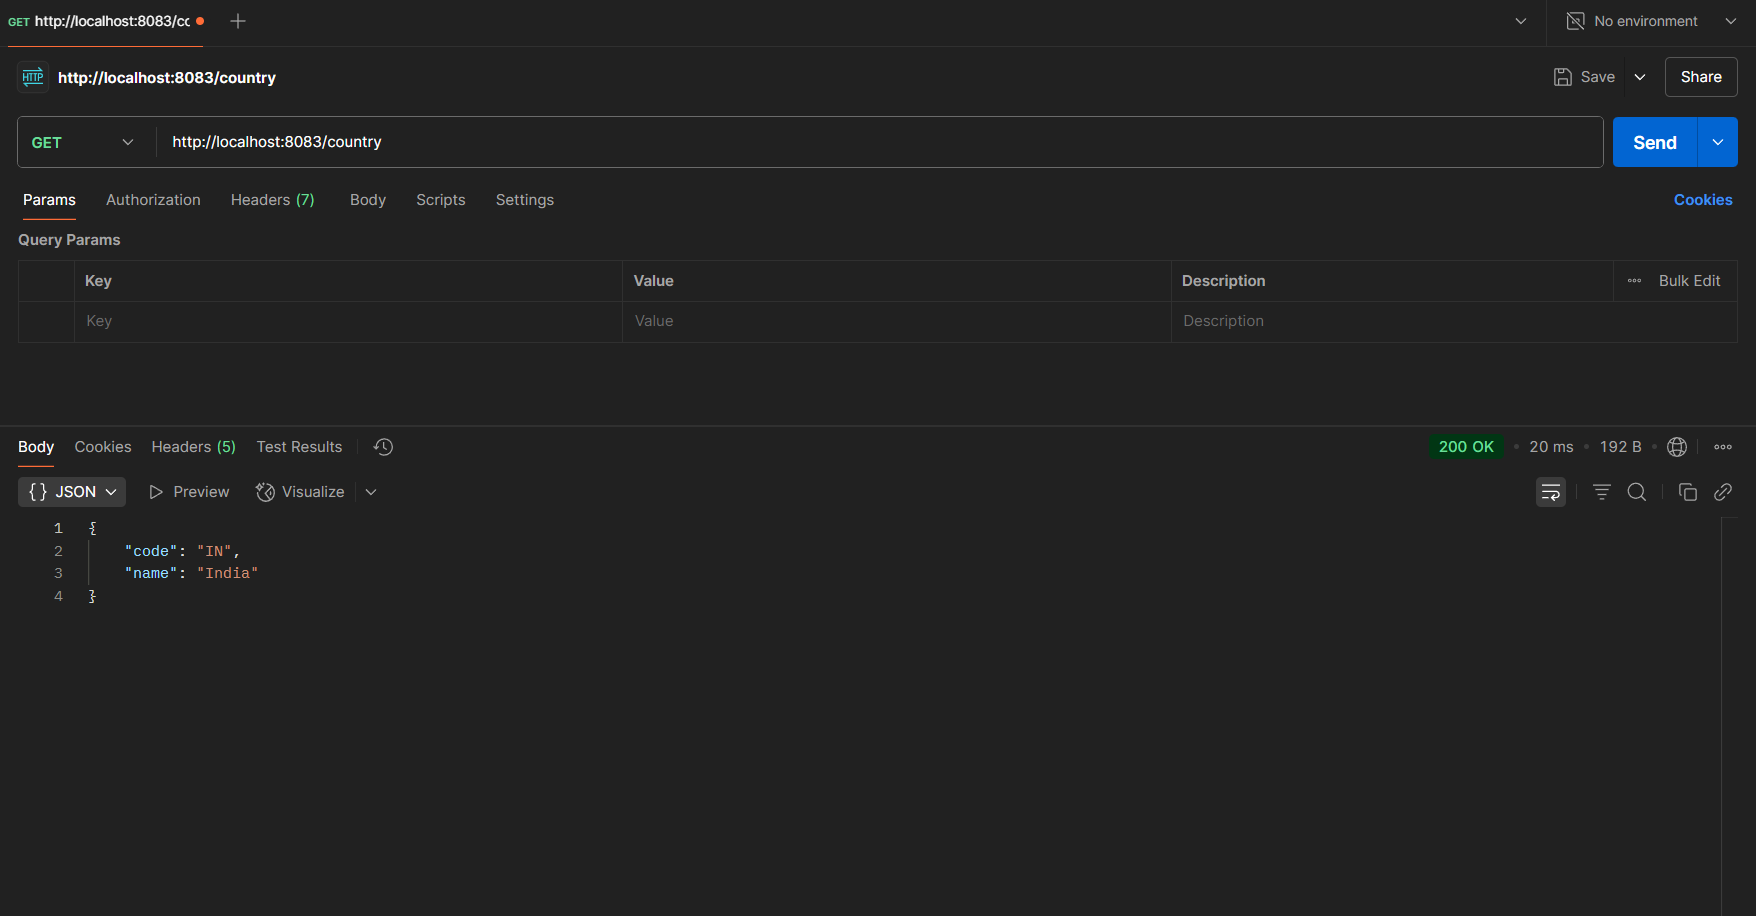 GET http://localhost:8083/cc
No environment
HTTP http://localhost:8083/country
Save
Share
GET http://localhost:8083/country
Send
Params Authorization Headers (7) Body Scripts Settings
Cookies
Query Params
Key Value Description Bulk Edit
Key Value Description
Body Cookies Headers (5) Test Results
200 OK • 20 ms • 192 B •
{} JSON Preview Visualize
1 {
2 "code": "IN",
3 "name": "India"
4 }